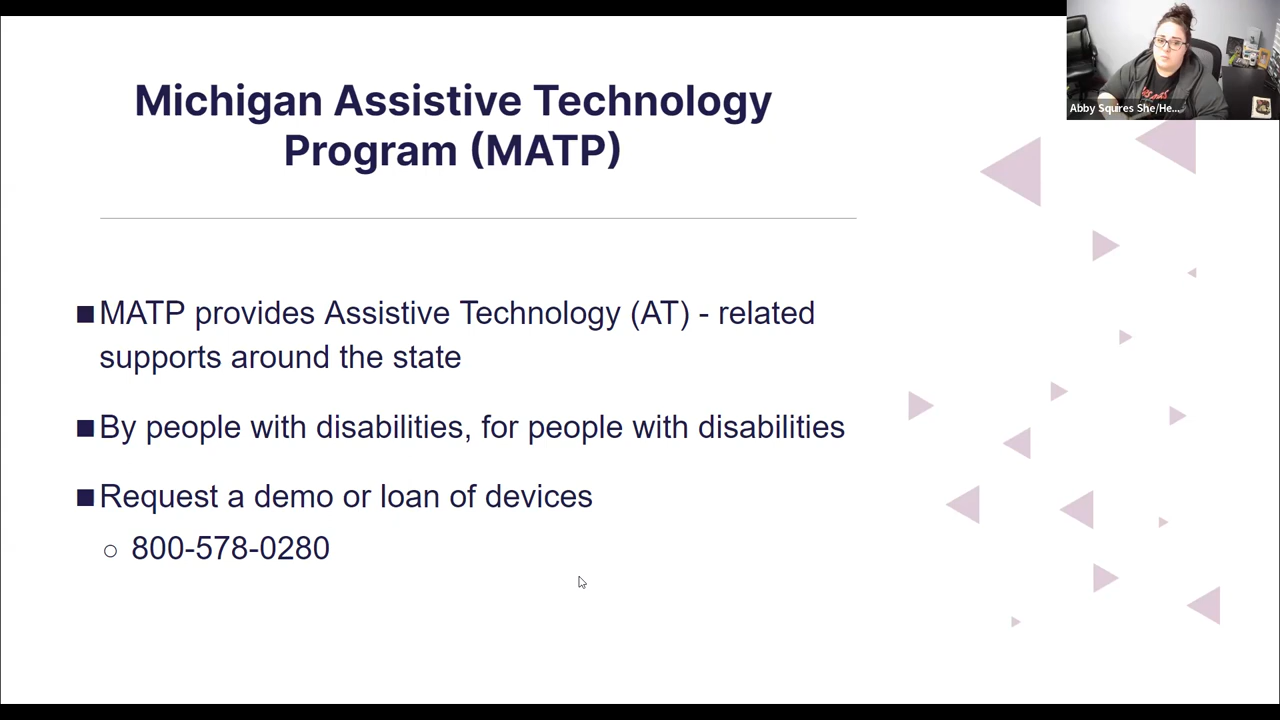 Michigan Assistive Technology
Program (MATP)
■MATP provides Assistive Technology (AT) - related
supports around the state
■By people with disabilities, for people with disabilities
■Request a demo or loan of devices
○ 800-578-0280
Abby Squires She/He...